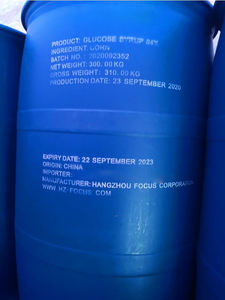 PRODUCT: GLUCOSE SYRUP 84%
INGREDIENT: CORN
BATCH NO.: 2020092352
NET WEIGHT: 300.00 KG
GROSS WEIGHT: 310.00 KG
PRODUCTION DATE: 23 SEPTEMBER 2020
EXPIRY DATE: 22 SEPTEMBER 2023
ORIGIN: CHINA
IMPORTER:
MANUFACTURER: HANGZHOU FOCUS CORPORATION
WWW.HZ-FOCUS.COM